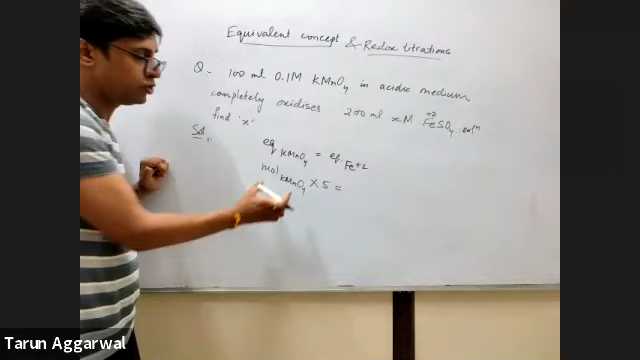 Equivalent concept & Redox titrations
Q:- 100 ml 0.1M KMnO4 in acidic medium
completely oxidises 200 ml xM FeSO4 soln
+2
find 'x'
Sol.
eq KMnO4 = eq. Fe+2
mol KMnO4 × 5 =
Tarun Aggarwal